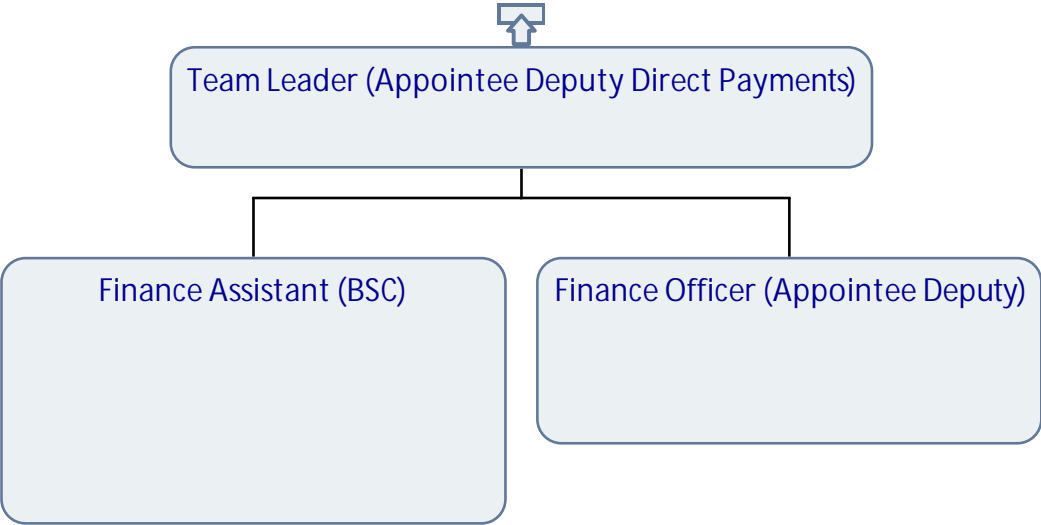 Team Leader (Appointee Deputy Direct Payments)
Finance Assistant (BSC)
Finance Officer (Appointee Deputy)